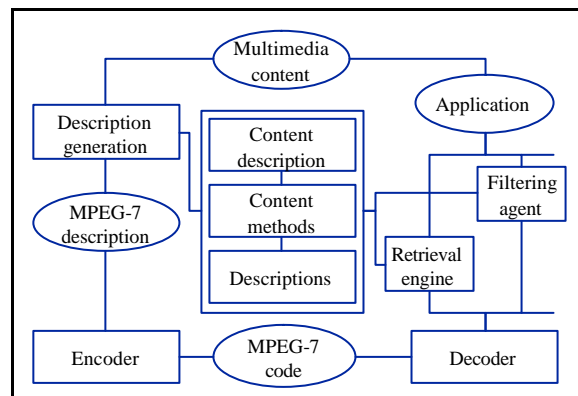 Multimedia
content
Application
Description
generation
Content
description
Filtering
agent
MPEG-7
description
Content
methods
Retrieval
engine
Descriptions
Encoder
MPEG-7
code
Decoder